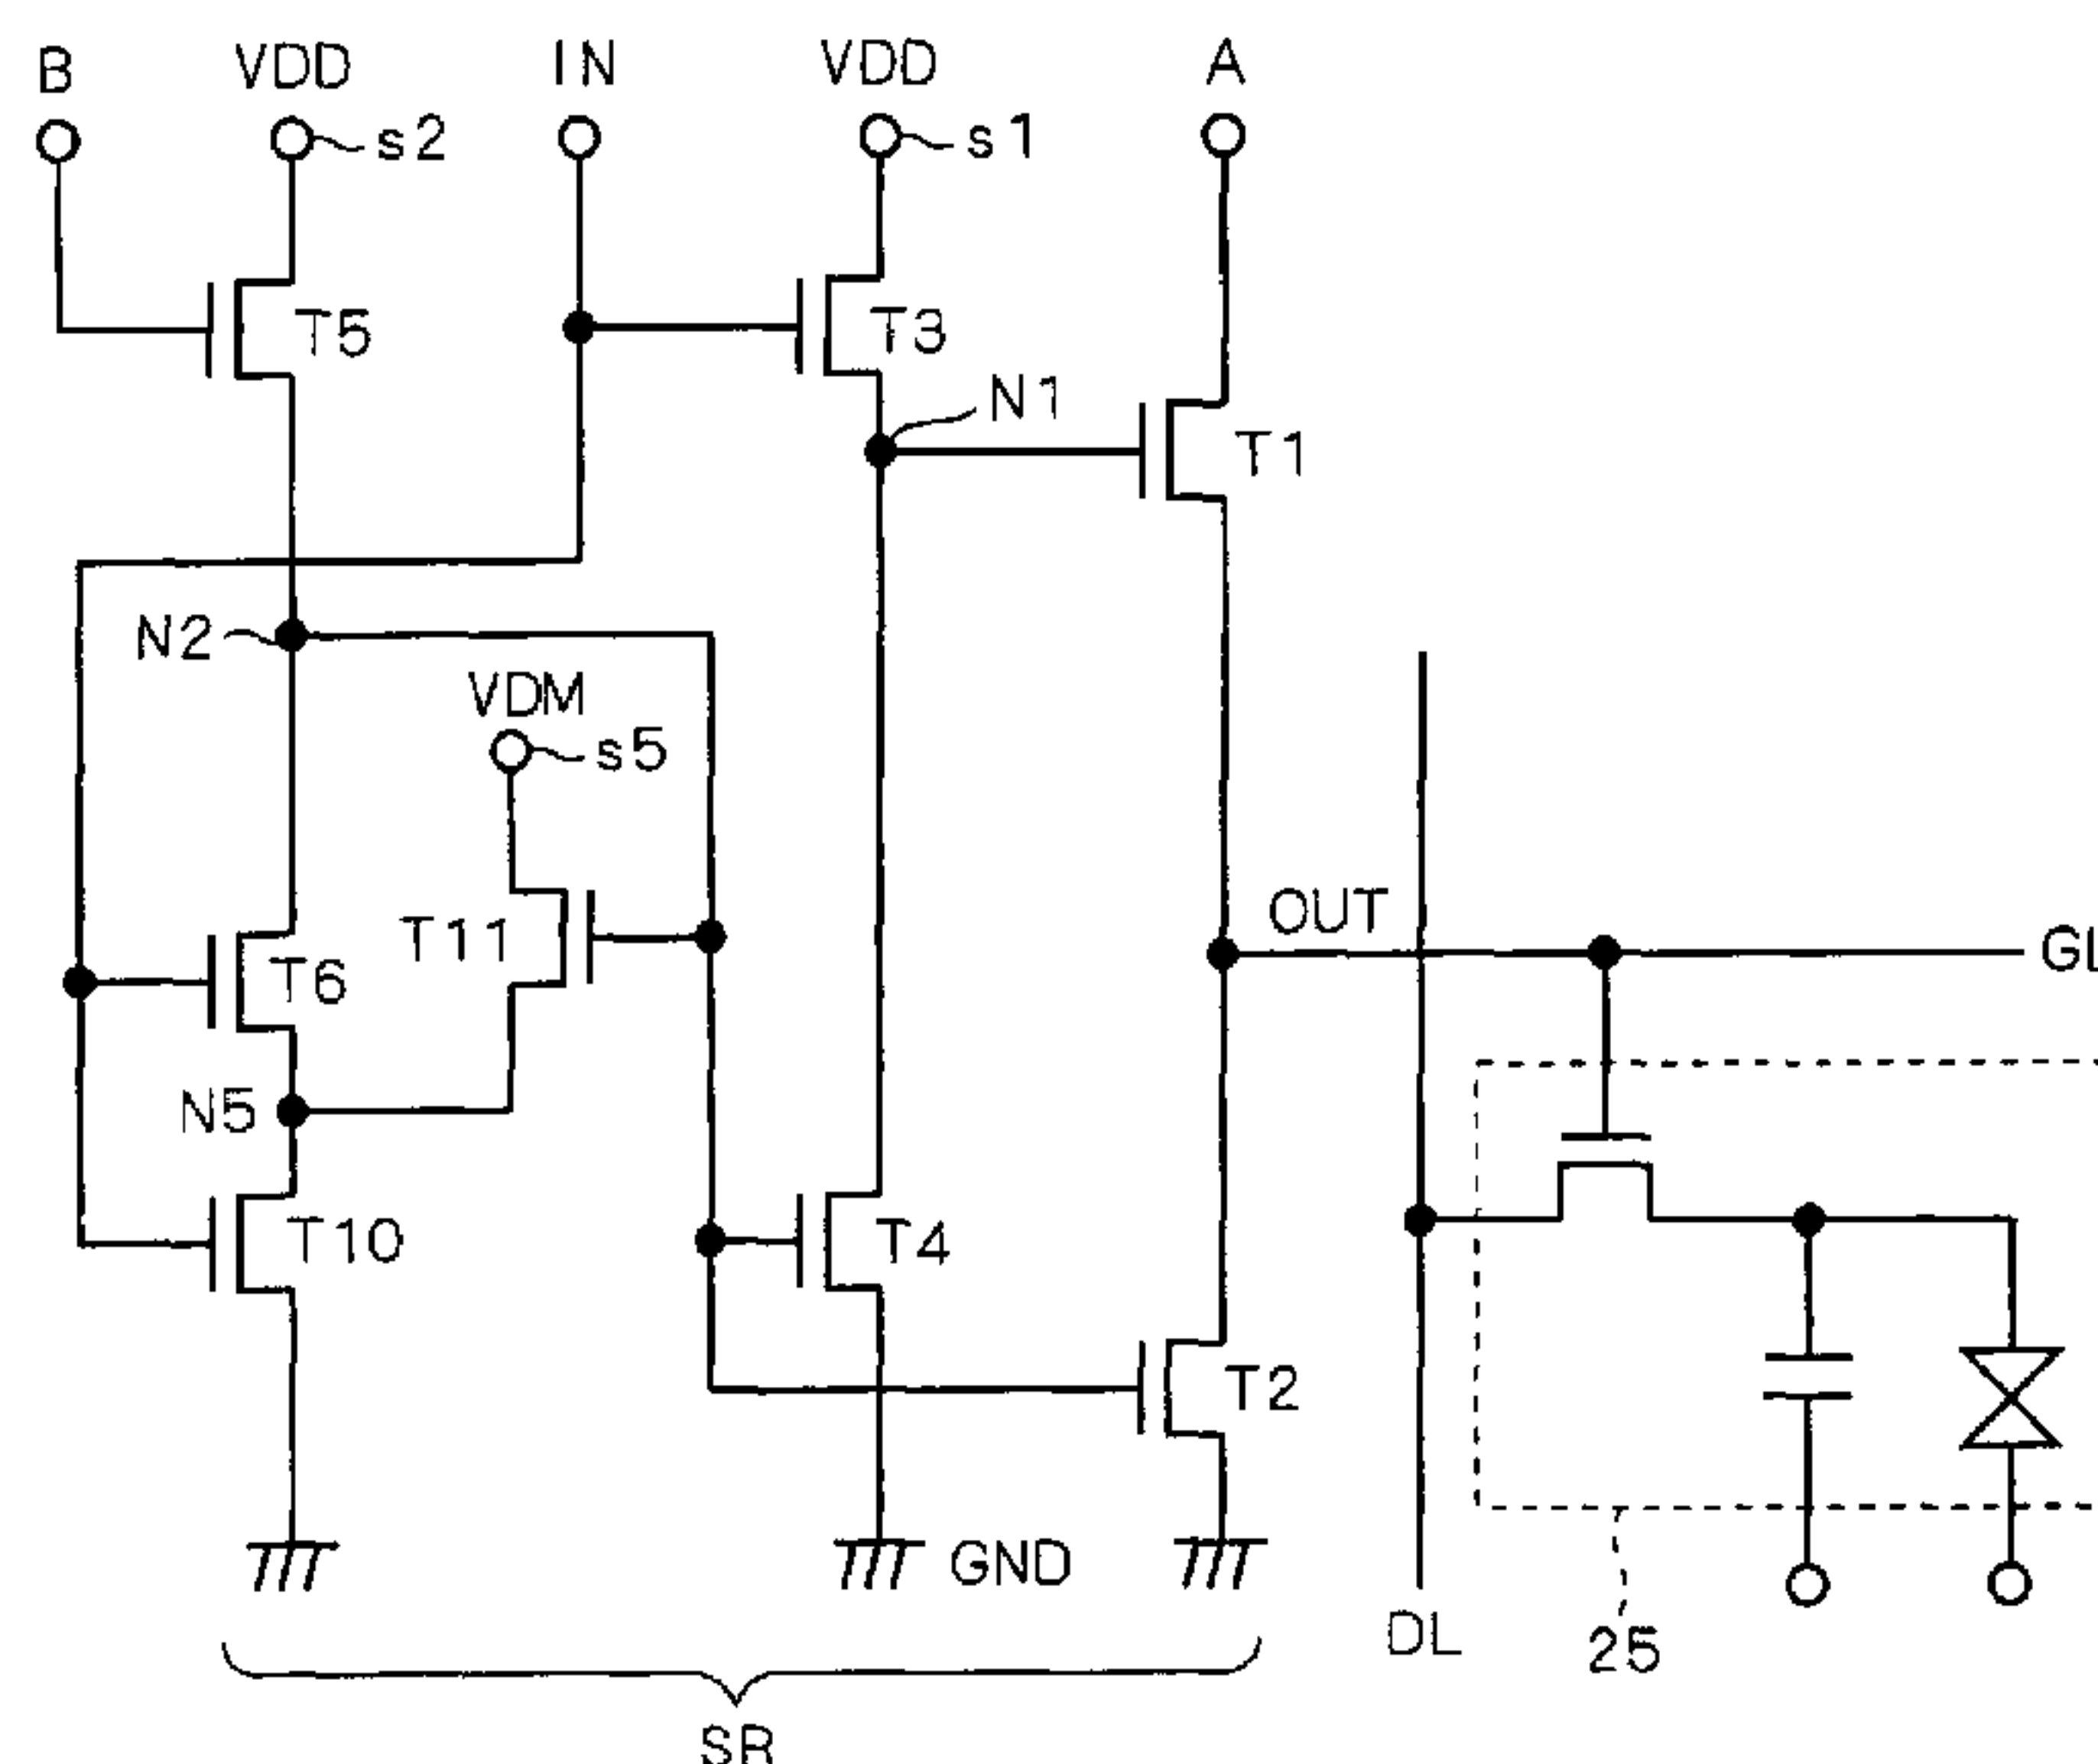 B
VDD
IN
VDD
A
s2
s1
T5
T3
N1
T1
N2
VDM
s5
OUT
T11
GL
T6
N5
T10
T4
T2
GND
DL
25
SR